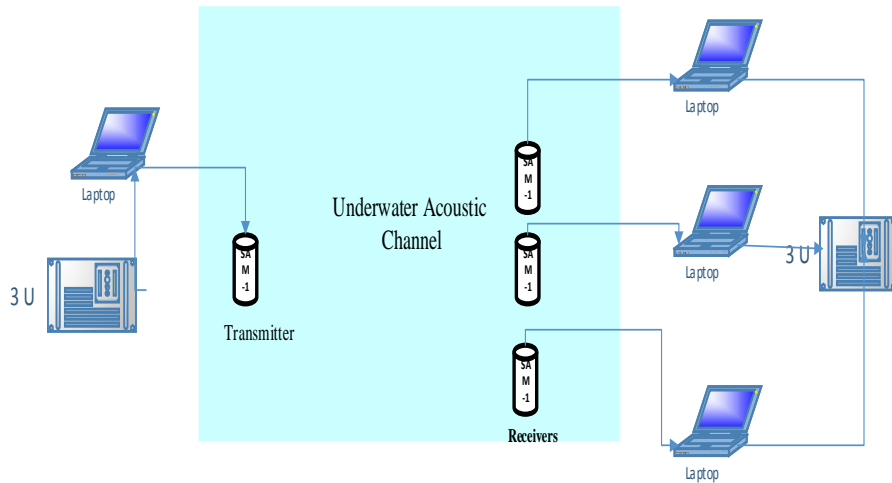 Laptop
3 U
SA
M
-1
Transmitter
Underwater Acoustic
Channel
SA
M
-1
SA
M
-1
SA
M
-1
Receivers
Laptop
Laptop
3 U
Laptop